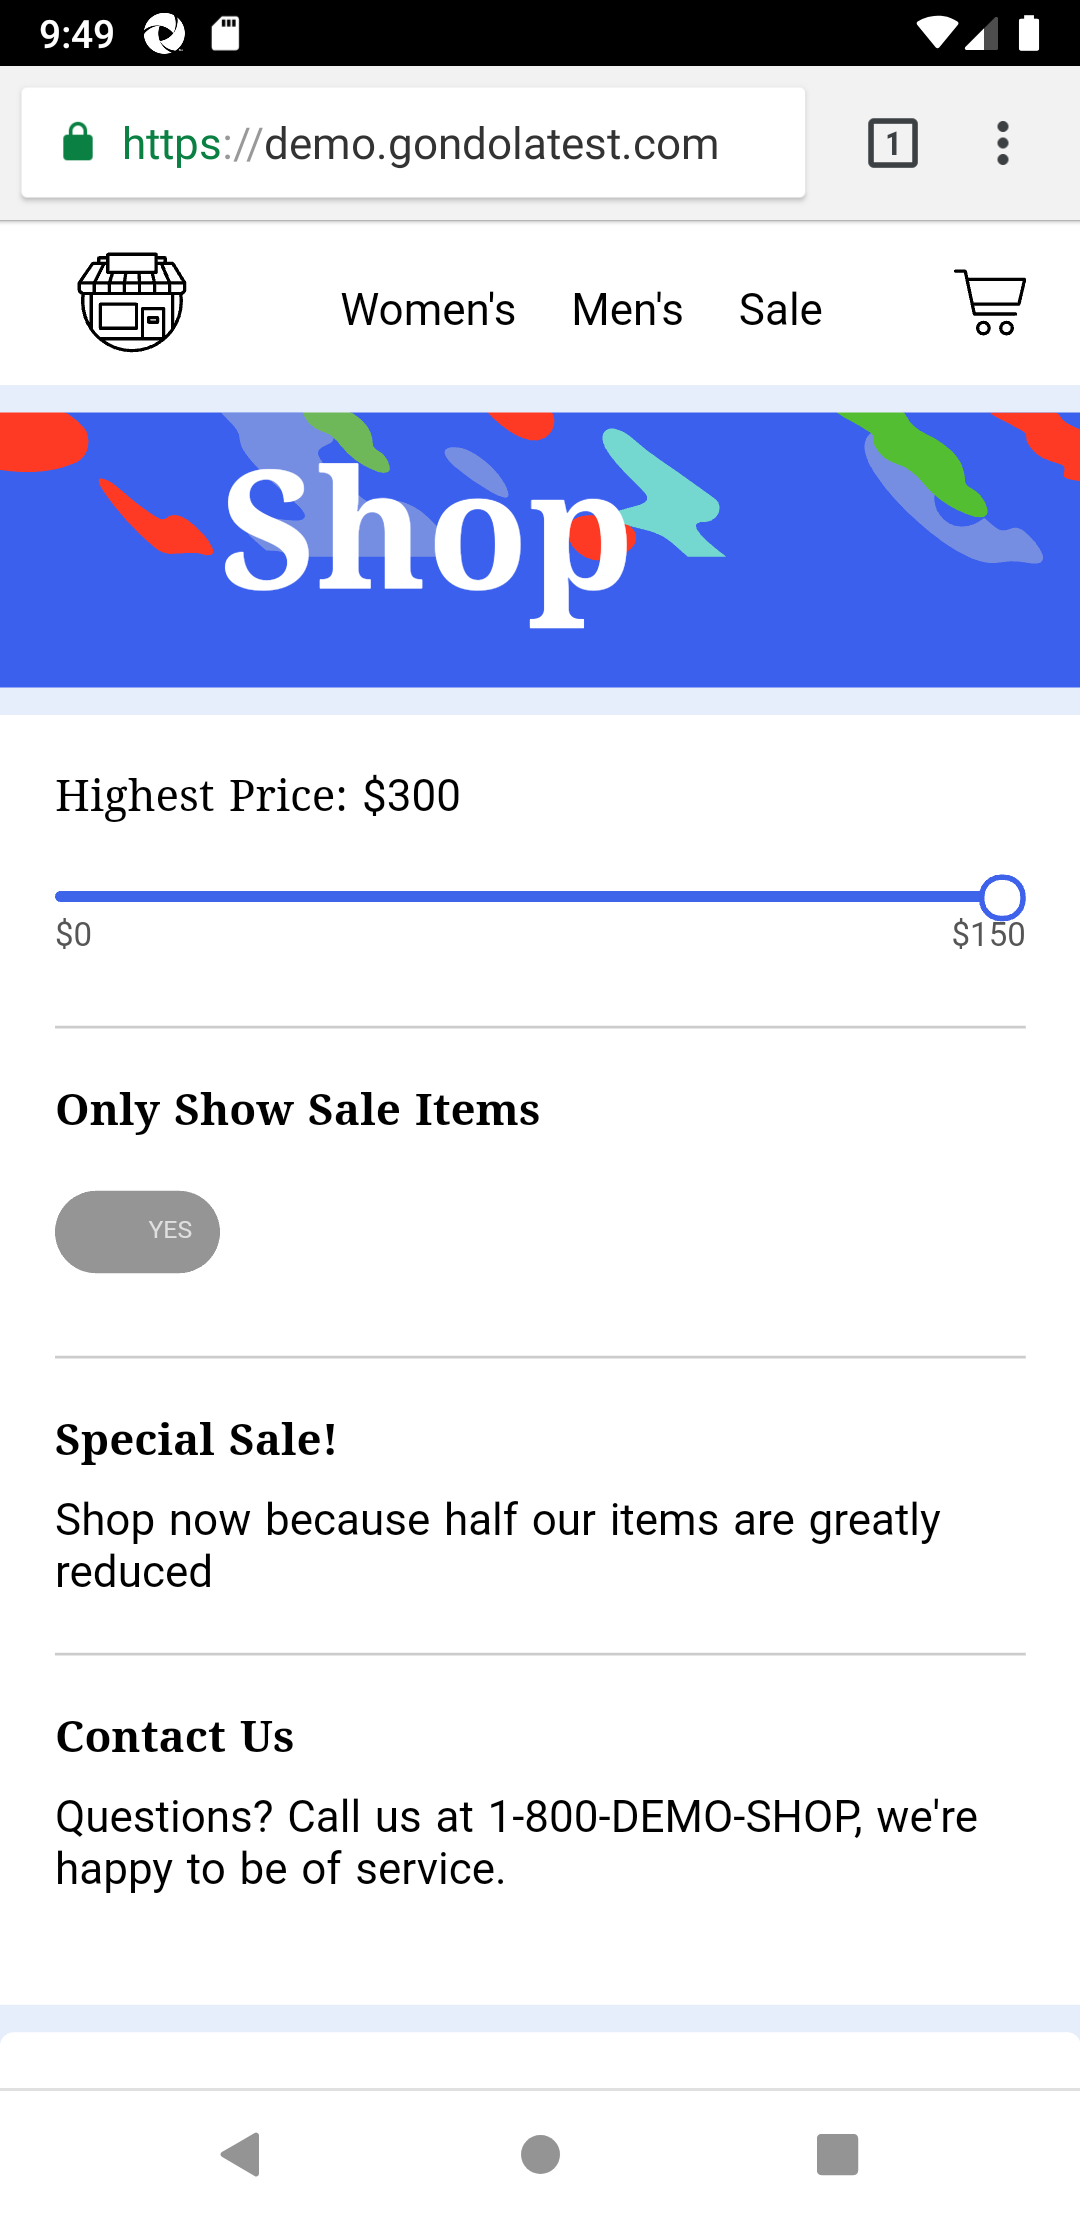 9:49
https://demo.gondolatest.com
1
Women's Men's Sale
Shop
Highest Price: $300
$0 $150
Only Show Sale Items
YES
Special Sale!
Shop now because half our items are greatly
reduced
Contact Us
Questions? Call us at 1-800-DEMO-SHOP, we're
happy to be of service.